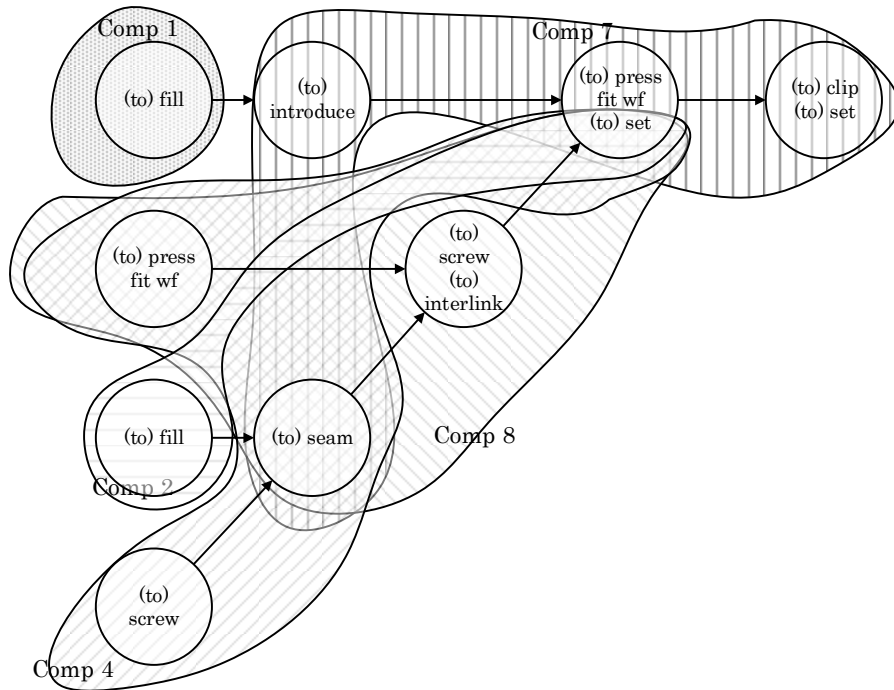 Comp 1
Comp 7
(to) fill
(to)
introduce
(to) press
fit wf
(to) set
(to) clip
(to) set
(to) press
fit wf
(to)
screw
(to)
interlink
(to) fill
(to) seam
Comp 8
Comp 2
(to)
screw
Comp 4